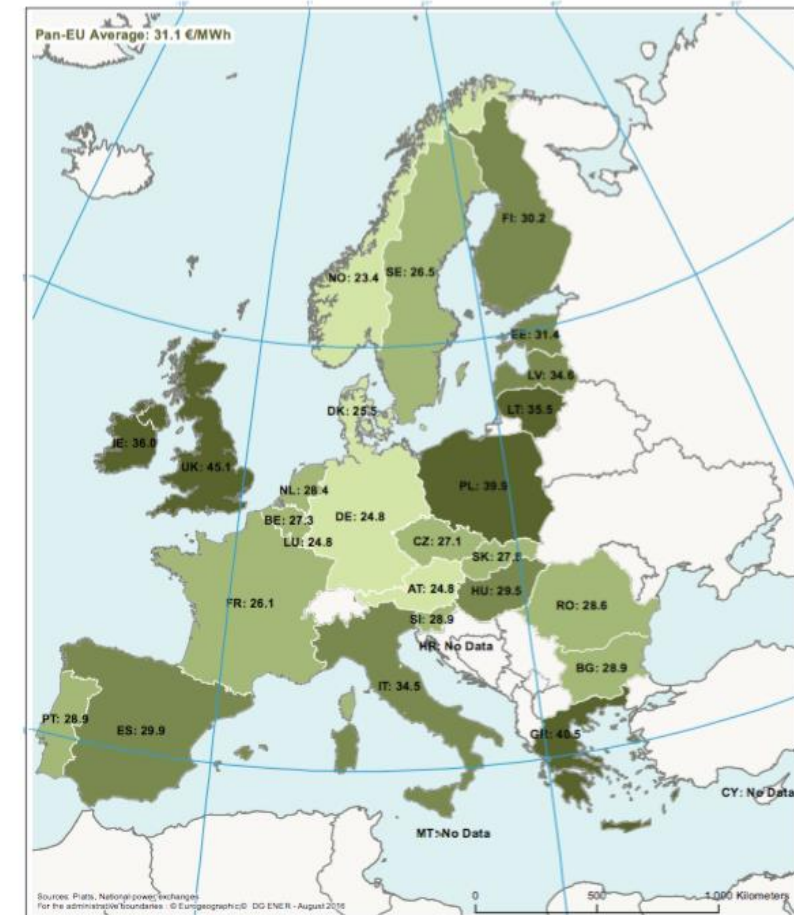 Pan-EU Average: 31.1 €/MWh
FI: 30.2
NO: 23.4
SE: 26.5
EE: 31.4
LV: 34.6
LT: 35.5
DK: 25.5
IE: 36.0
UK: 45.1
NL: 28.4
PL: 39.9
BE: 27.3
DE: 24.8
LU: 24.8
CZ: 27.1
SK: 27.8
AT: 24.8
HU: 29.5
FR: 26.1
RO: 28.6
SI: 28.9
HR: No Data
BG: 28.9
IT: 34.5
PT: 28.9
ES: 29.9
GR: 40.5
CY: No Data
MT: No Data
Sources: Platts, National power exchanges
For the administrative boundaries : © Eurogeographic;© DG ENER - August 2016
0 500 1,000 Kilometers